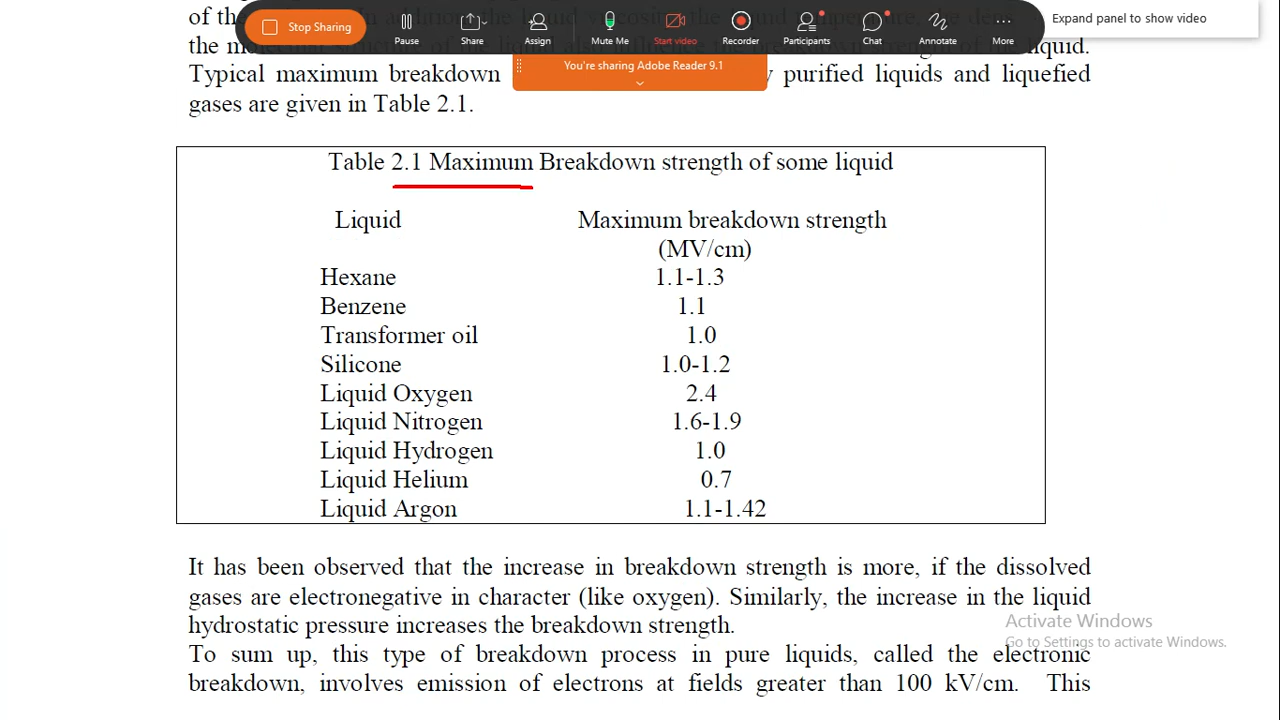 Stop Sharing
Pause
Share
Assign
Mute Me
Start video
Recorder
Participants
Chat
Annotate
More
Expand panel to show video
You're sharing Adobe Reader 9.1
of the
the
liquid.
Typical maximum breakdown purified liquids and liquefied
gases are given in Table 2.1.
Table 2.1 Maximum Breakdown strength of some liquid
Liquid Maximum breakdown strength
(MV/cm)
Hexane 1.1-1.3
Benzene 1.1
Transformer oil 1.0
Silicone 1.0-1.2
Liquid Oxygen 2.4
Liquid Nitrogen 1.6-1.9
Liquid Hydrogen 1.0
Liquid Helium 0.7
Liquid Argon 1.1-1.42
It has been observed that the increase in breakdown strength is more, if the dissolved
gases are electronegative in character (like oxygen). Similarly, the increase in the liquid
hydrostatic pressure increases the breakdown strength.
To sum up, this type of breakdown process in pure liquids, called the electronic
breakdown, involves emission of electrons at fields greater than 100 kV/cm. This
Activate Windows
Go to Settings to activate Windows.